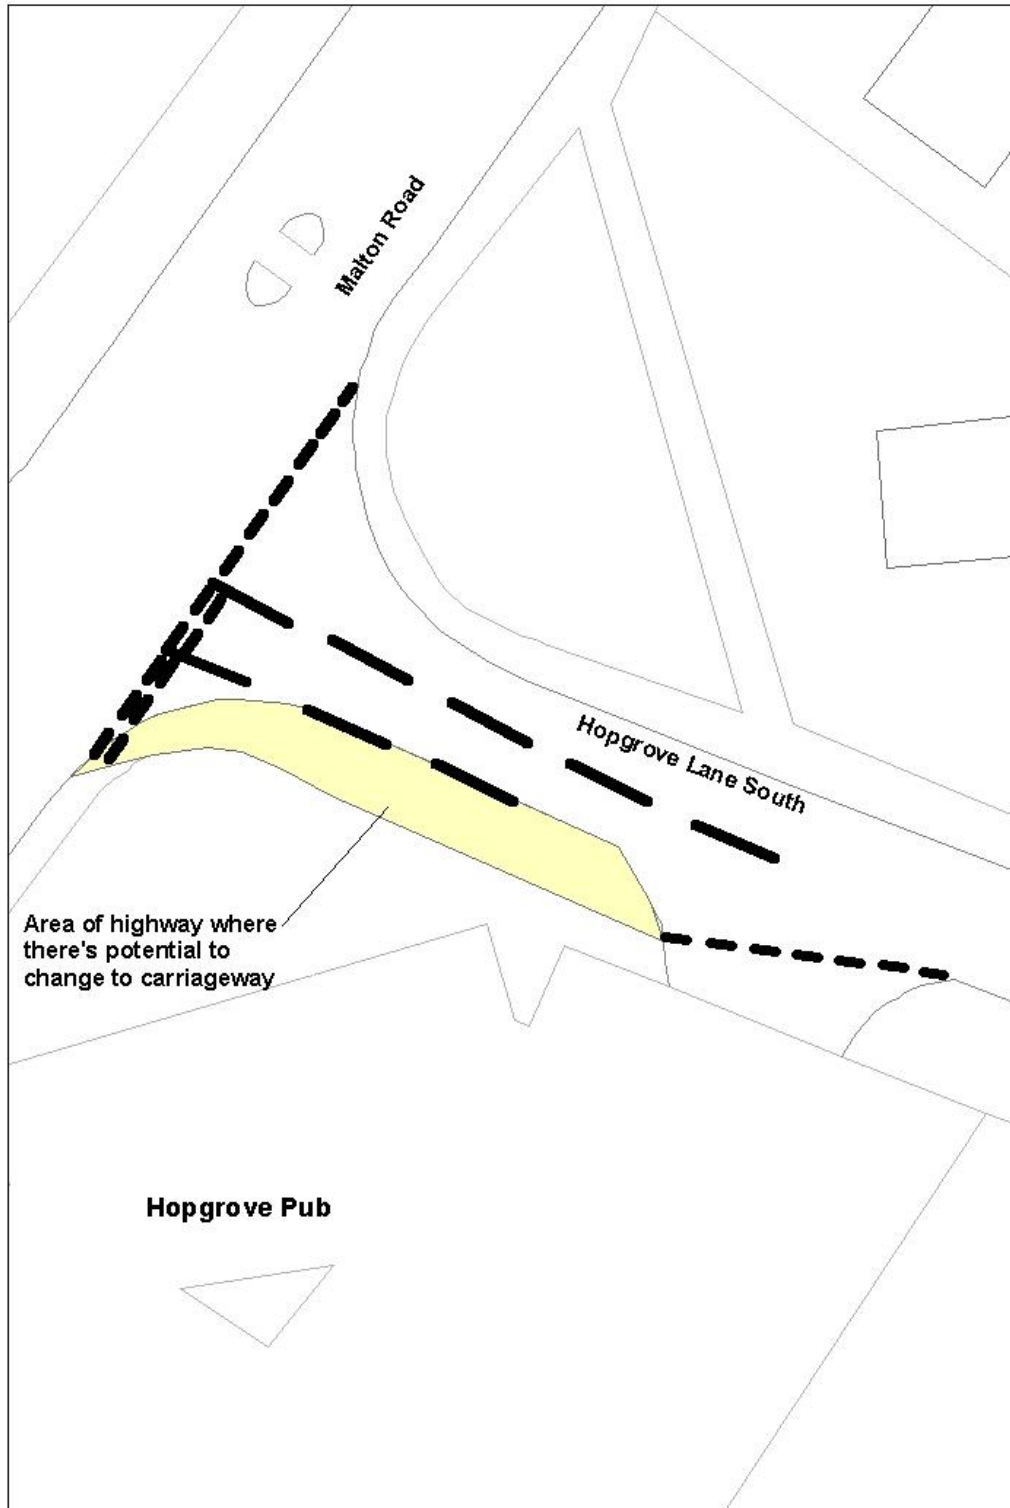 Malton Road
Hopgrove Lane South
Area of highway where
there's potential to
change to carriageway
Hopgrove Pub